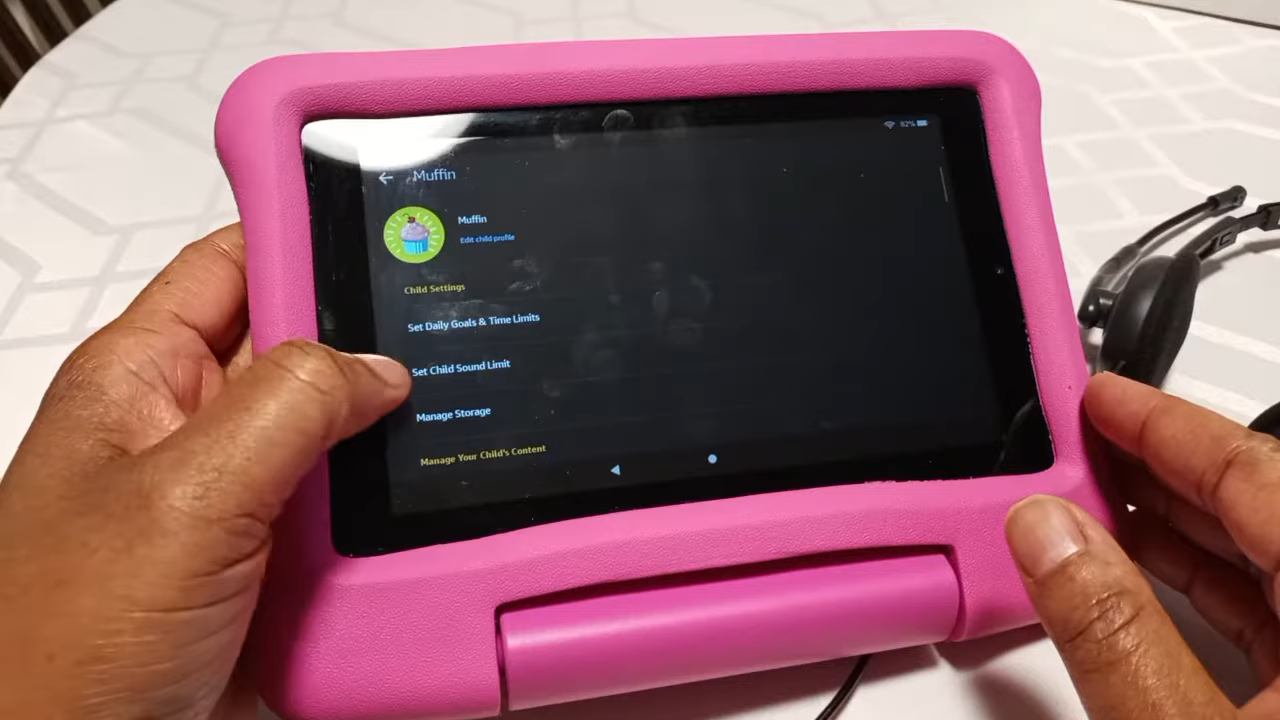 82%
Muffin
Muffin
Edit child profile
Child Settings
Set Daily Goals & Time Limits
Set Child Sound Limit
Manage Storage
Manage Your Child's Content